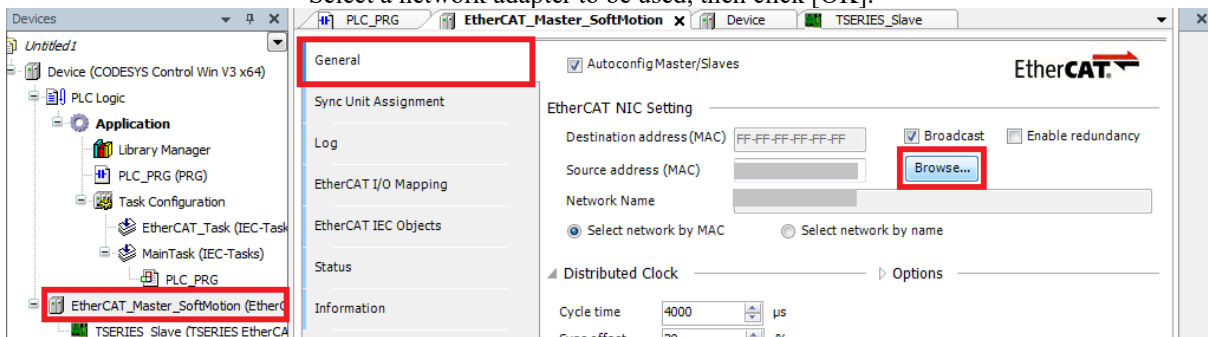 Select a network adapter to be used, then click [OK].
Devices
PLC_PRG
EtherCAT_Master_SoftMotion
Device
TSERIES_Slave
Untitled1
Device (CODESYS Control Win V3 x64)
PLC Logic
Application
Library Manager
PLC_PRG (PRG)
Task Configuration
EtherCAT_Task (IEC-Task
MainTask (IEC-Tasks)
PLC_PRG
EtherCAT_Master_SoftMotion (EtherC
TSERIES_Slave (TSERIES EtherCA
General
Sync Unit Assignment
Log
EtherCAT I/O Mapping
EtherCAT IEC Objects
Status
Information
Autoconfig Master/Slaves
EtherCAT.
EtherCAT NIC Setting
Destination address (MAC) FF-FF-FF-FF-FF-FF Broadcast Enable redundancy
Source address (MAC) Browse...
Network Name
Select network by MAC Select network by name
Distributed Clock Options
Cycle time 4000 µs
Sync offset 20 %